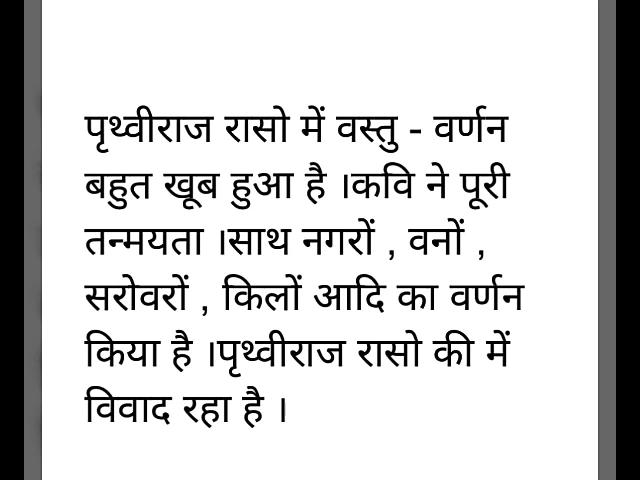 पृथ्वीराज रासो में वस्तु - वर्णन
बहुत खूब हुआ है ।कवि ने पूरी
तन्मयता ।साथ नगरों , वनों ,
सरोवरों , किलों आदि का वर्णन
किया है ।पृथ्वीराज रासो की में
विवाद रहा है ।